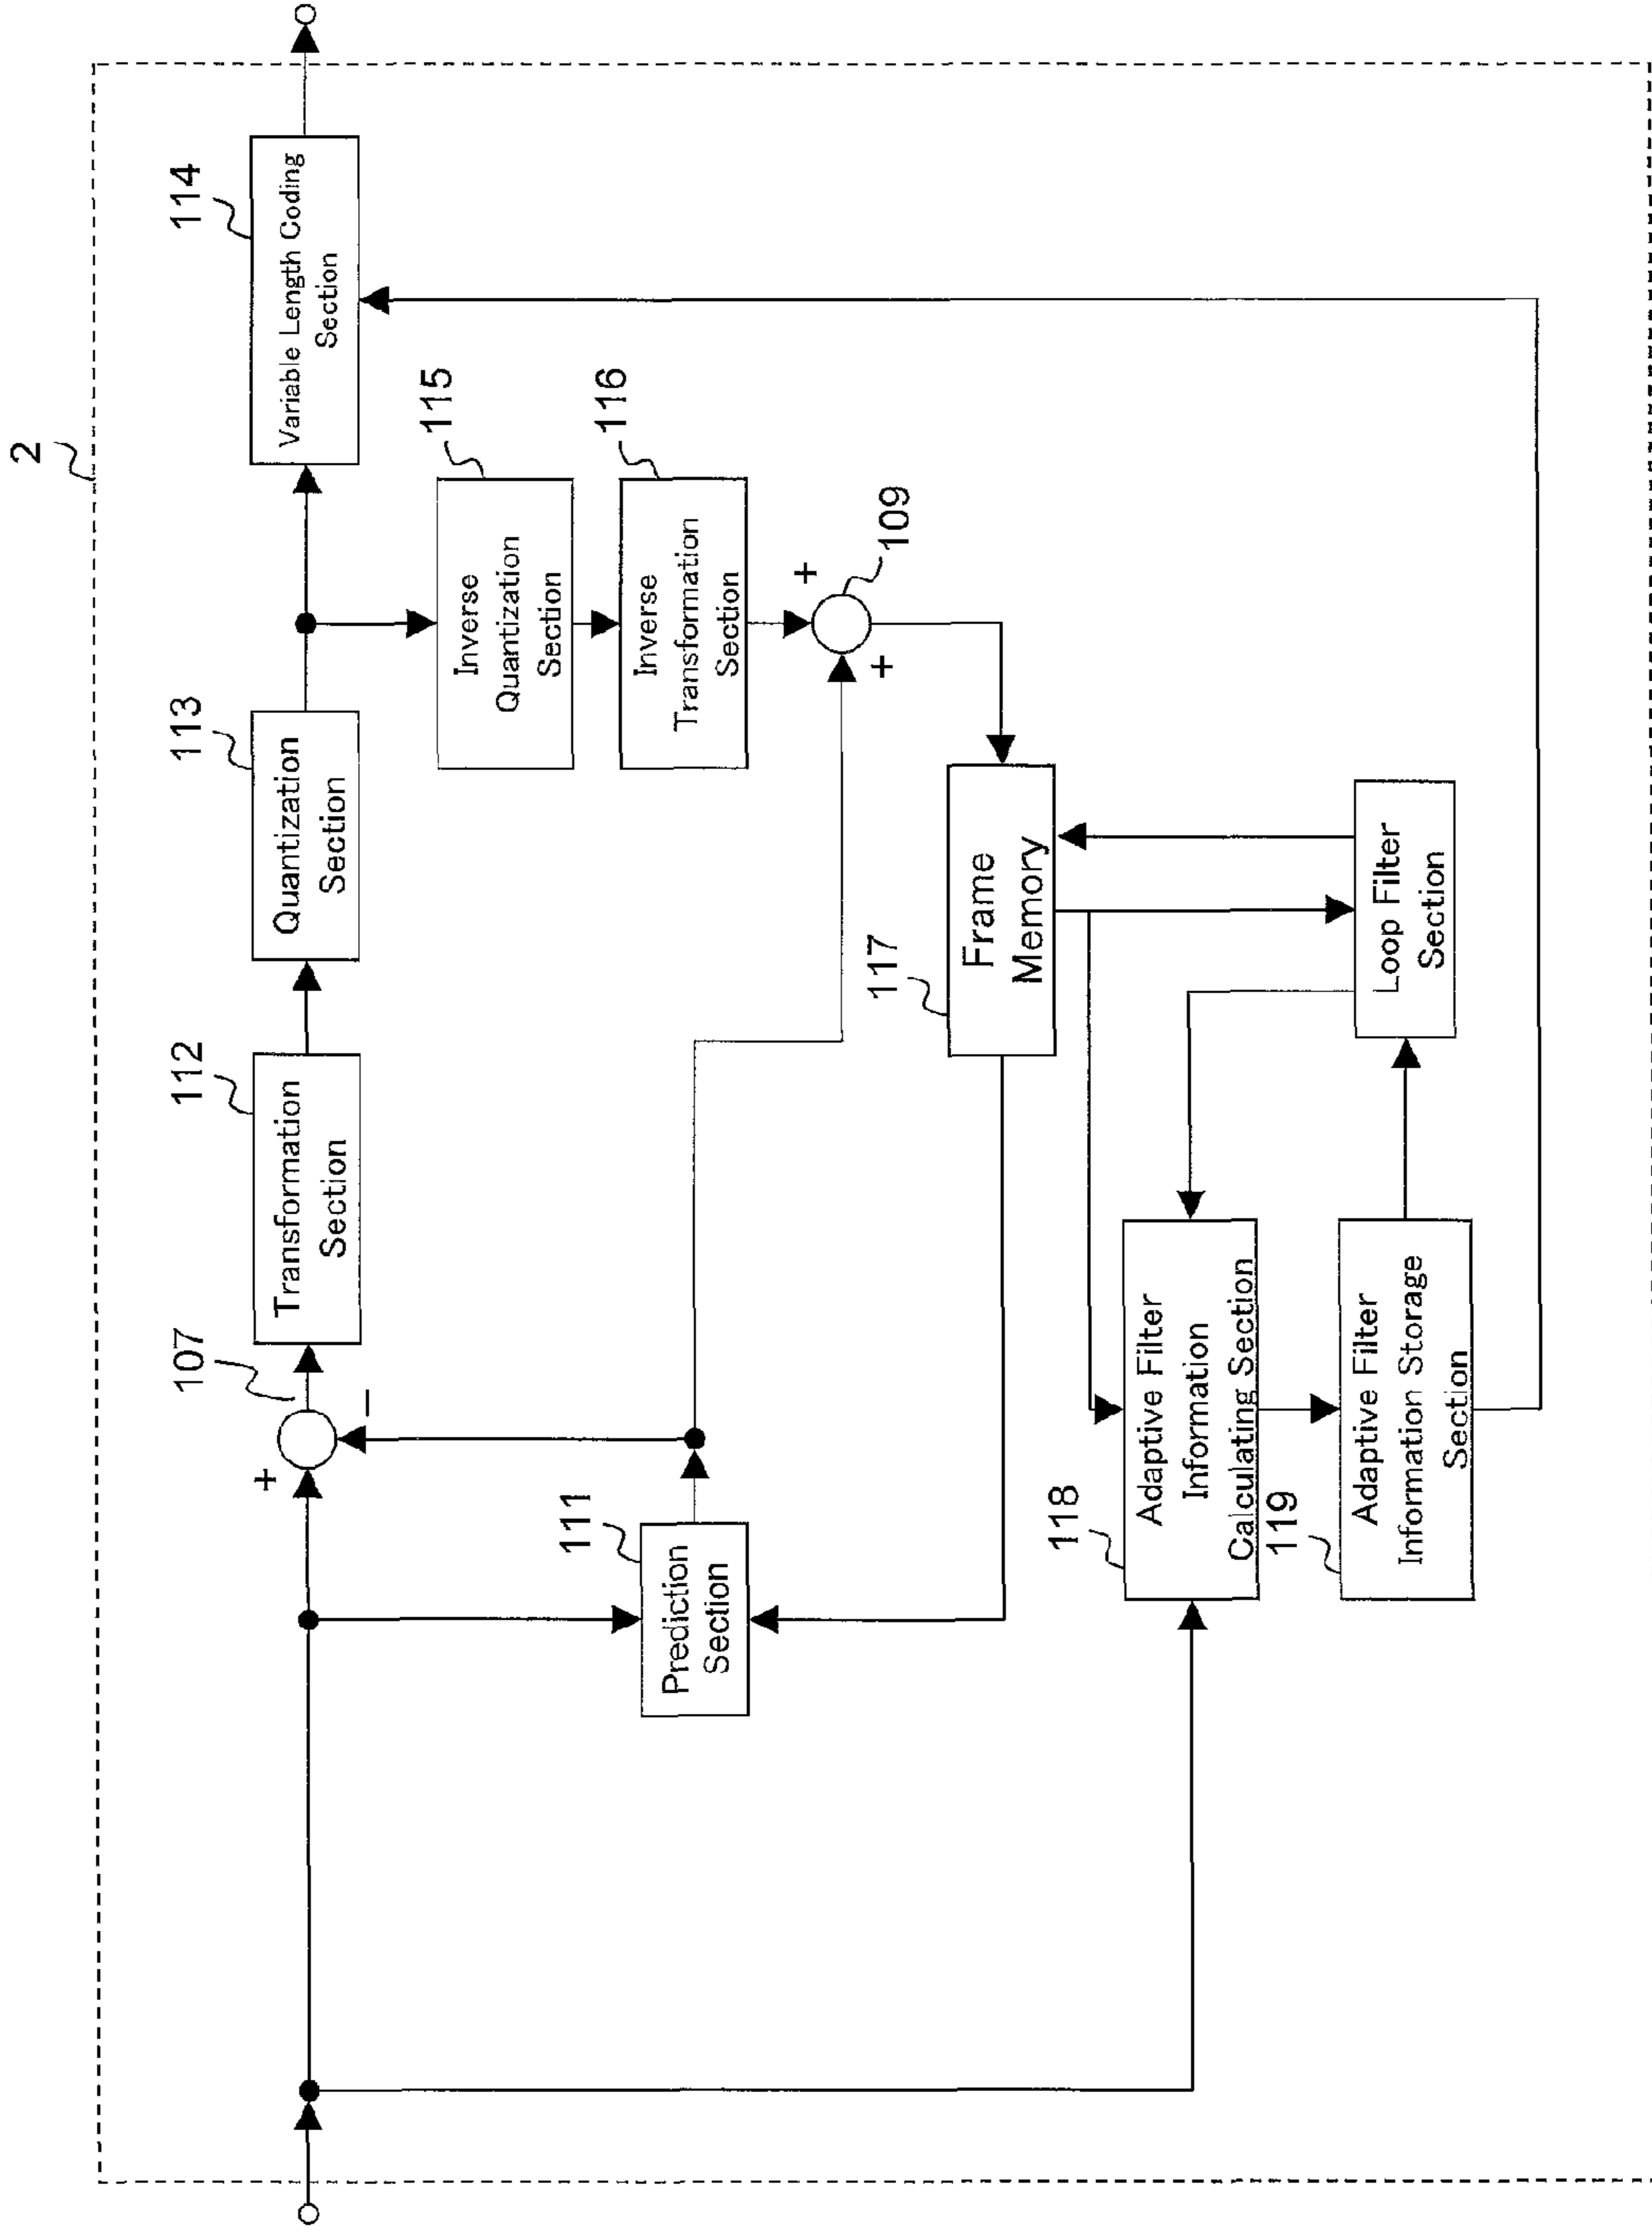 2
107
+
−
112
Transformation
Section
113
Quantization
Section
114
Variable Length Coding
Section
111
Prediction
Section
115
Inverse
Quantization
Section
116
Inverse
Transformation
Section
+
+
109
117
Frame
Memory
118
Adaptive Filter
Information
Calculating Section
Loop Filter
Section
119
Adaptive Filter
Information Storage
Section